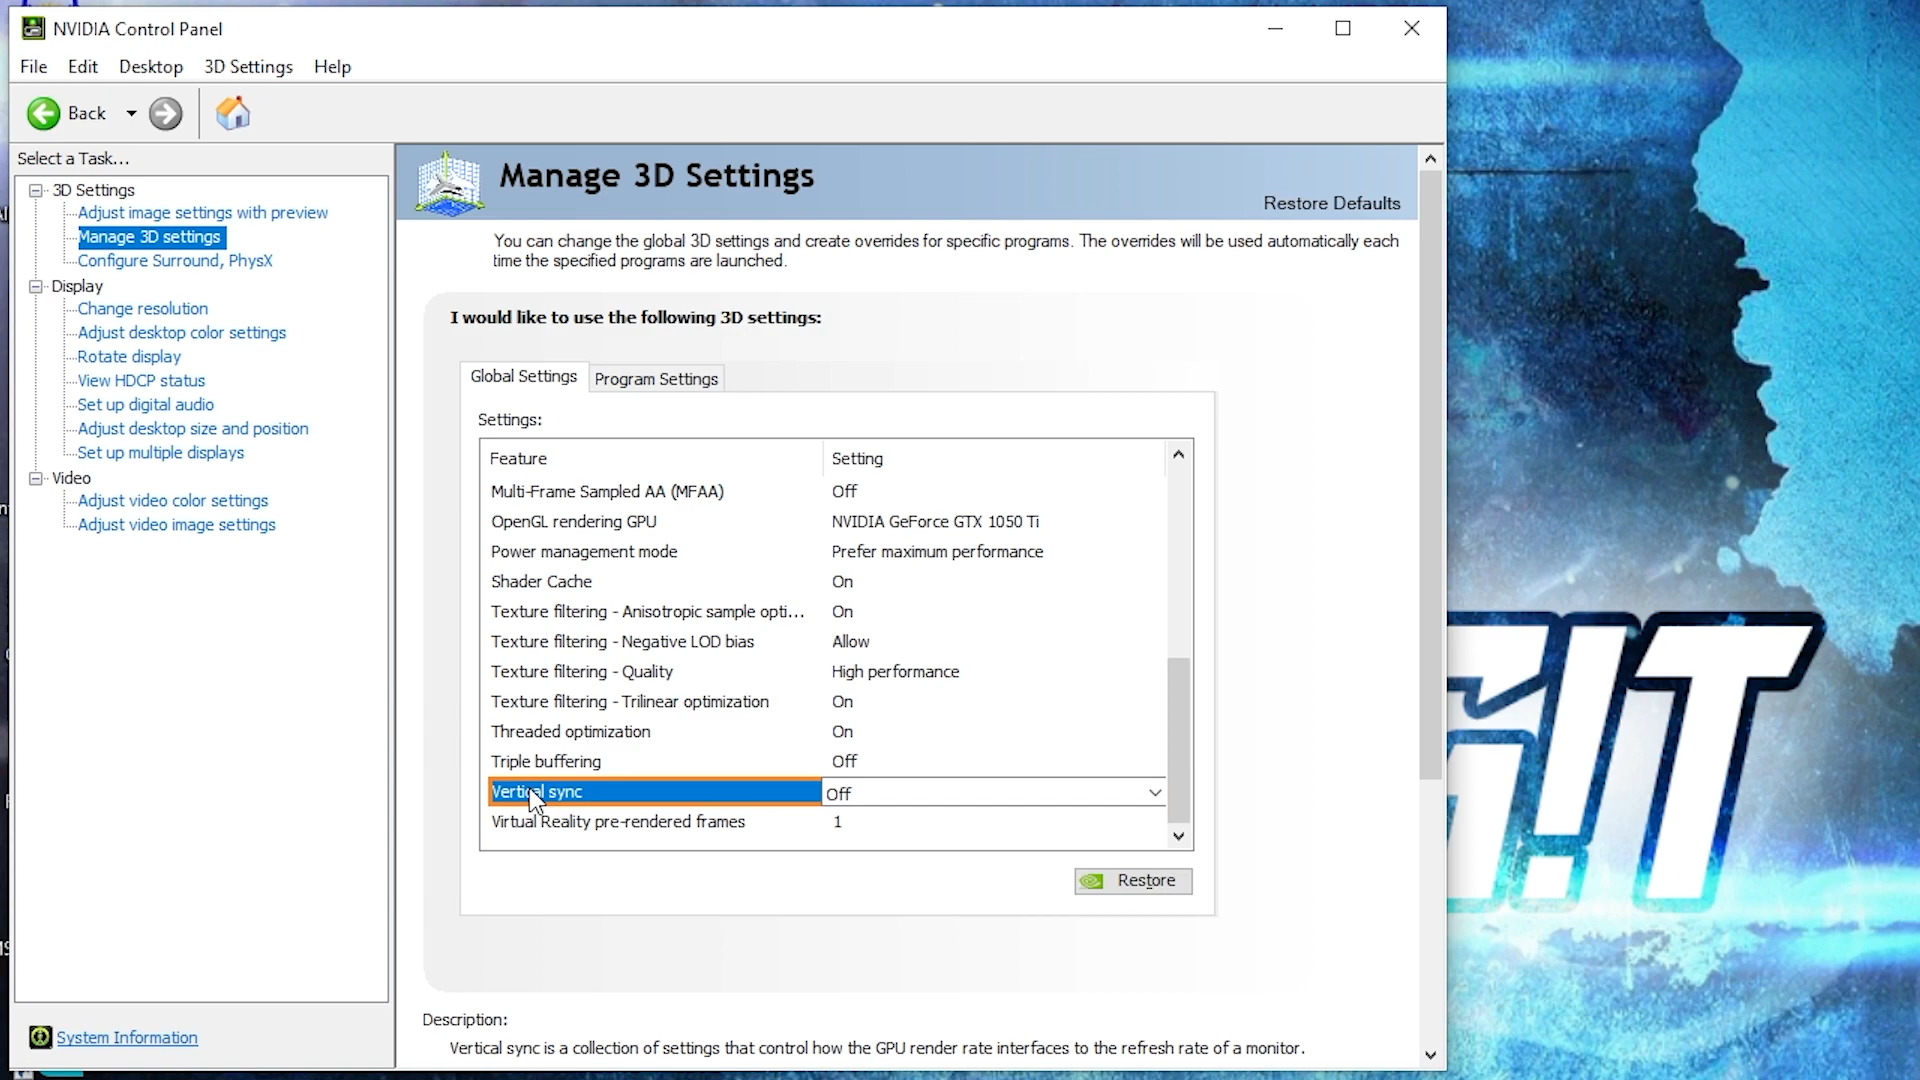 NVIDIA Control Panel
File Edit Desktop 3D Settings Help
Back
Select a Task...
3D Settings
Adjust image settings with preview
Manage 3D settings
Configure Surround, PhysX
Display
Change resolution
Adjust desktop color settings
Rotate display
View HDCP status
Set up digital audio
Adjust desktop size and position
Set up multiple displays
Video
Adjust video color settings
Adjust video image settings
System Information
Manage 3D Settings
Restore Defaults
You can change the global 3D settings and create overrides for specific programs. The overrides will be used automatically each
time the specified programs are launched.
I would like to use the following 3D settings:
Global Settings Program Settings
Settings:
Feature Setting
Multi-Frame Sampled AA (MFAA) Off
OpenGL rendering GPU NVIDIA GeForce GTX 1050 Ti
Power management mode Prefer maximum performance
Shader Cache On
Texture filtering - Anisotropic sample opti... On
Texture filtering - Negative LOD bias Allow
Texture filtering - Quality High performance
Texture filtering - Trilinear optimization On
Threaded optimization On
Triple buffering Off
Vertical sync Off
Virtual Reality pre-rendered frames 1
Restore
Description:
Vertical sync is a collection of settings that control how the GPU render rate interfaces to the refresh rate of a monitor.